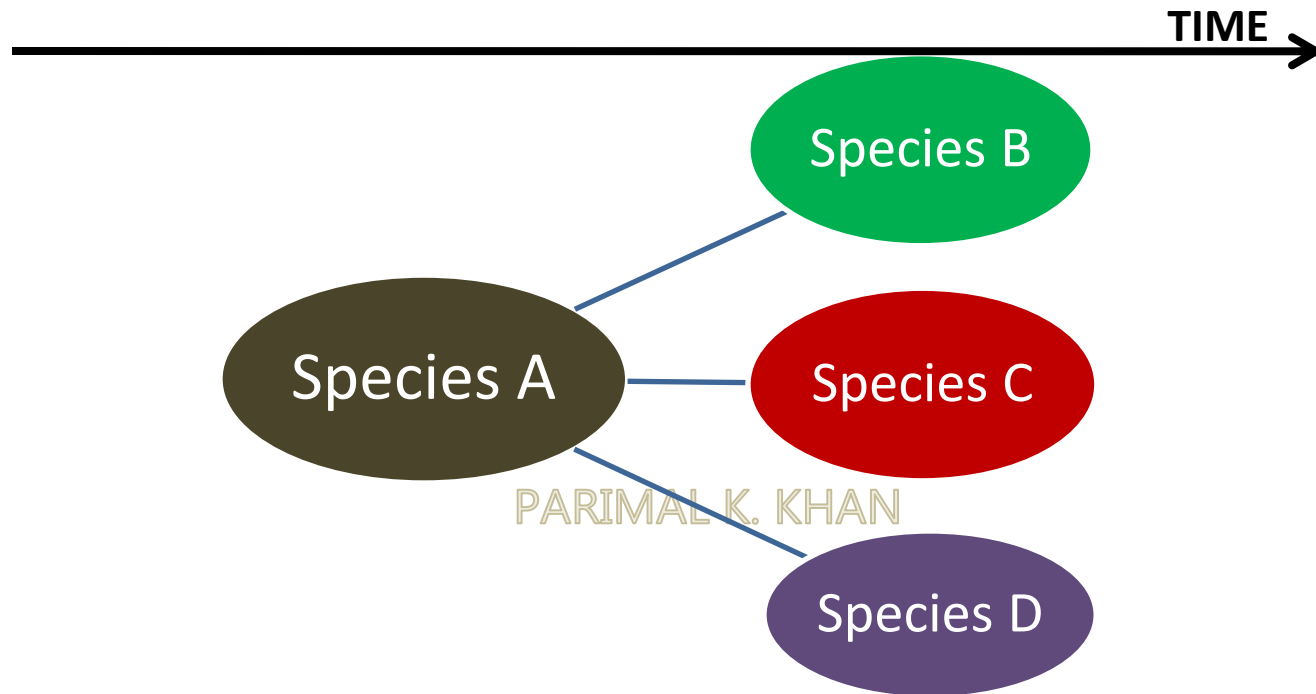 TIME
Species B
Species A
Species C
PARIMAL K. KHAN
Species D